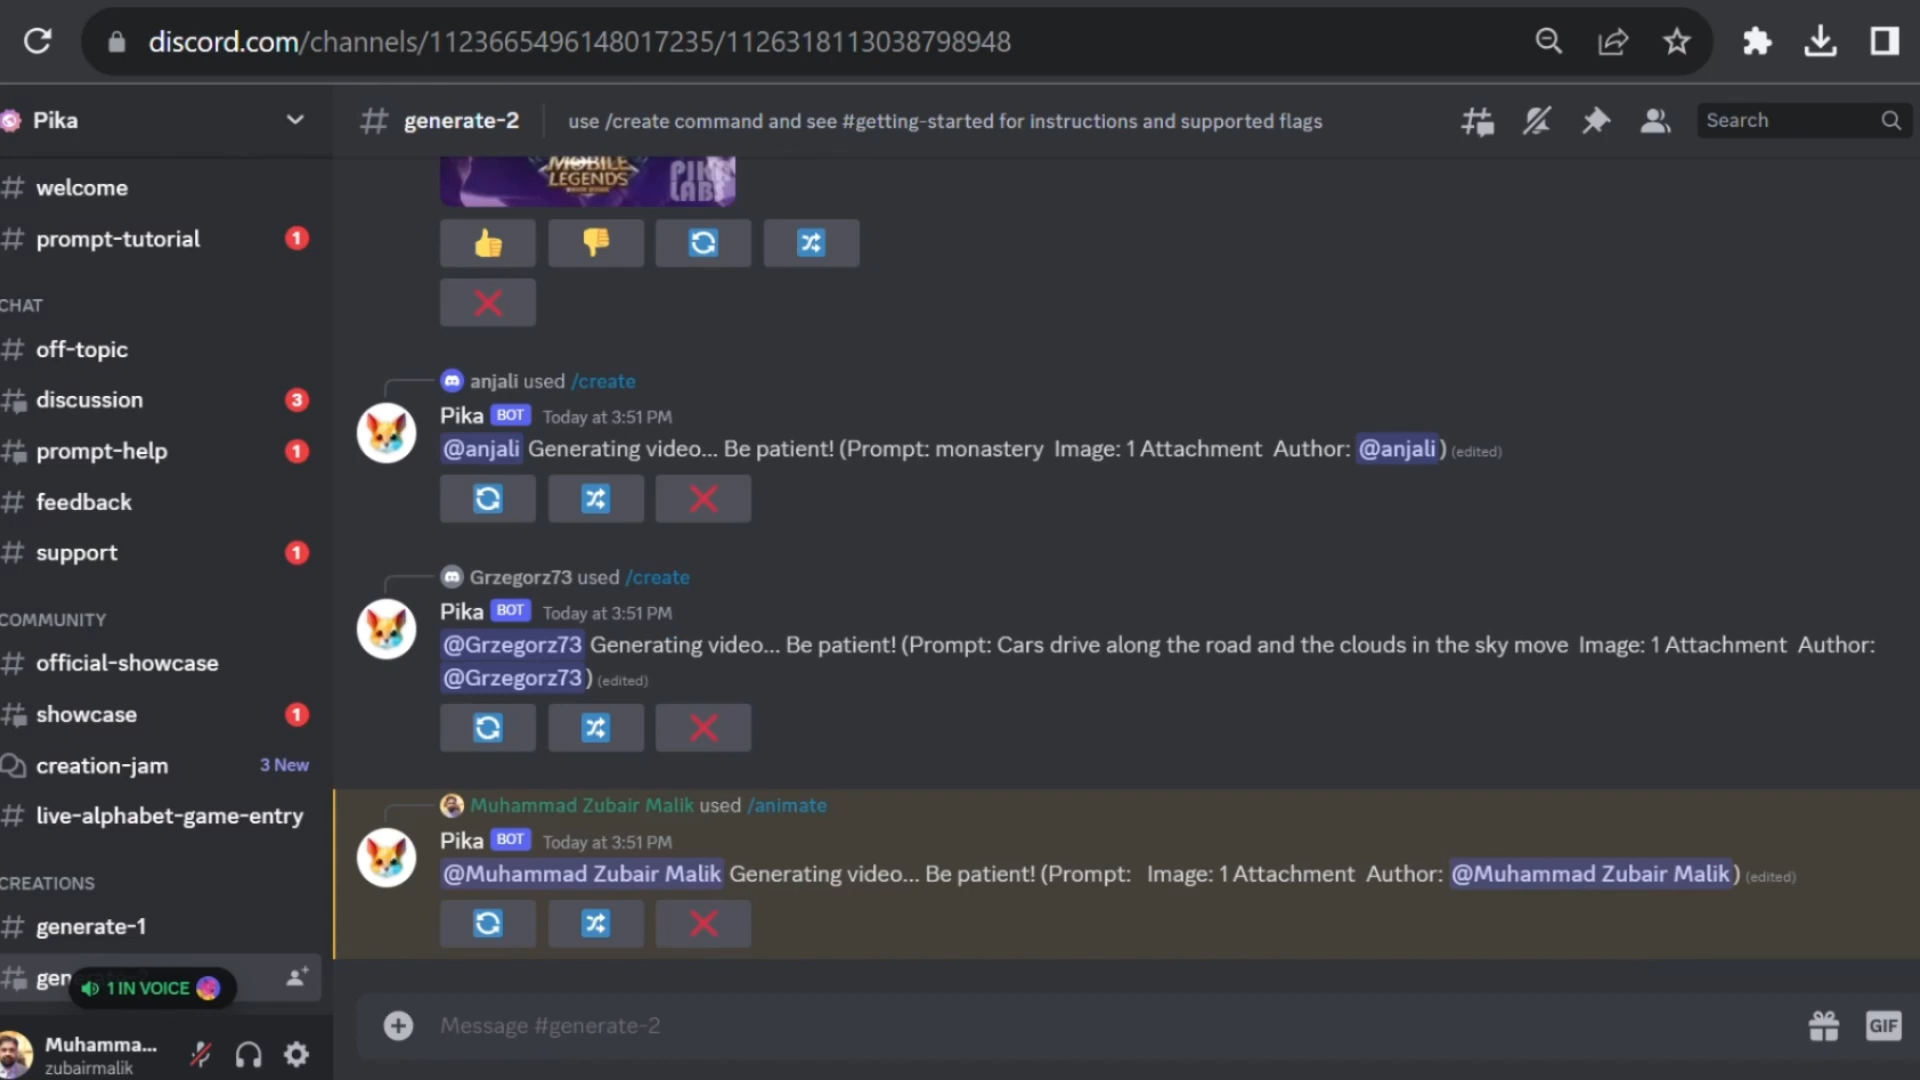 discord.com/channels/1123665496148017235/1126318113038798948
Pika
generate-2
use /create command and see #getting-started for instructions and supported flags
Search
welcome
prompt-tutorial 1
CHAT
off-topic
discussion 3
prompt-help 1
feedback
support 1
COMMUNITY
official-showcase
showcase 1
creation-jam 3 New
live-alphabet-game-entry
CREATIONS
generate-1
1 IN VOICE
Muhamma...
zubairmalik
MOBILE
LEGENDS
PIKA
LABS
anjali used /create
Pika BOT Today at 3:51 PM
@anjali Generating video... Be patient! (Prompt: monastery Image: 1 Attachment Author: @anjali) (edited)
Grzegorz73 used /create
Pika BOT Today at 3:51 PM
@Grzegorz73 Generating video... Be patient! (Prompt: Cars drive along the road and the clouds in the sky move Image: 1 Attachment Author:
@Grzegorz73) (edited)
Muhammad Zubair Malik used /animate
Pika BOT Today at 3:51 PM
@Muhammad Zubair Malik Generating video... Be patient! (Prompt: Image: 1 Attachment Author: @Muhammad Zubair Malik) (edited)
Message #generate-2
GIF